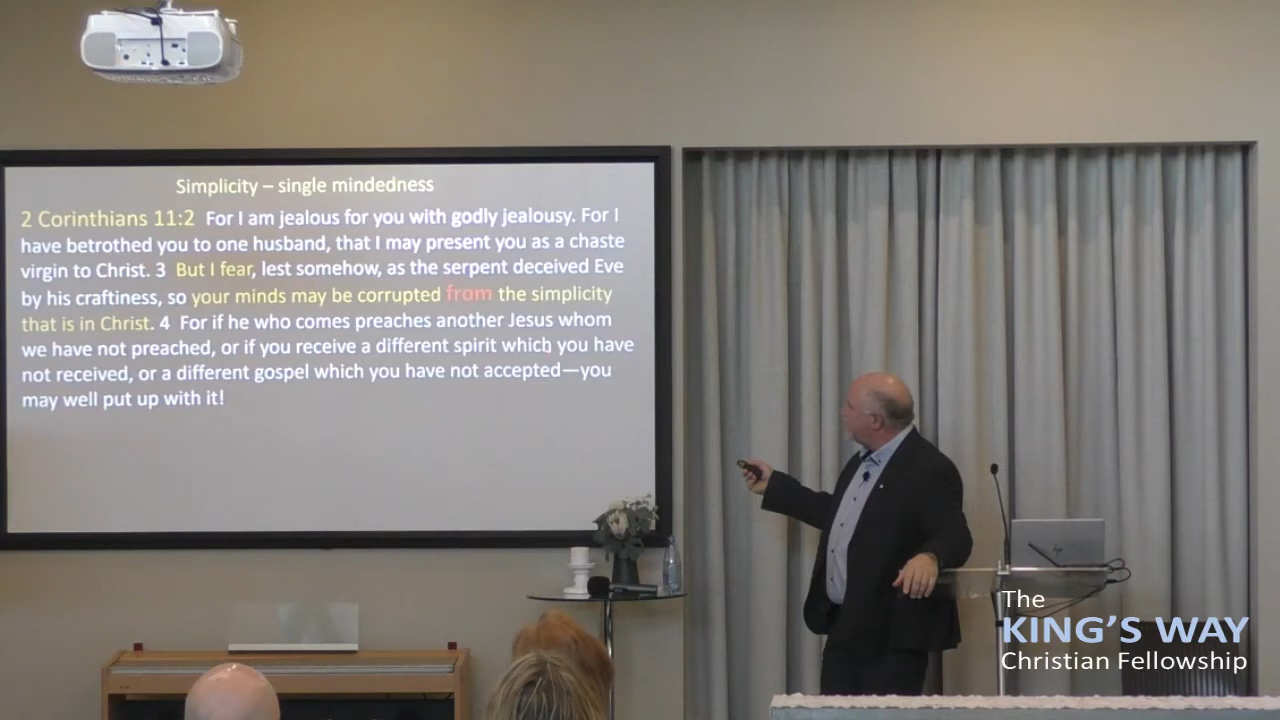 Simplicity – single mindedness
2 Corinthians 11:2 For I am jealous for you with godly jealousy. For I
have betrothed you to one husband, that I may present you as a chaste
virgin to Christ. 3 But I fear, lest somehow, as the serpent deceived Eve
by his craftiness, so your minds may be corrupted from the simplicity
that is in Christ. 4 For if he who comes preaches another Jesus whom
we have not preached, or if you receive a different spirit which you have
not received, or a different gospel which you have not accepted—you
may well put up with it!
hp
The
KING'S WAY
Christian Fellowship